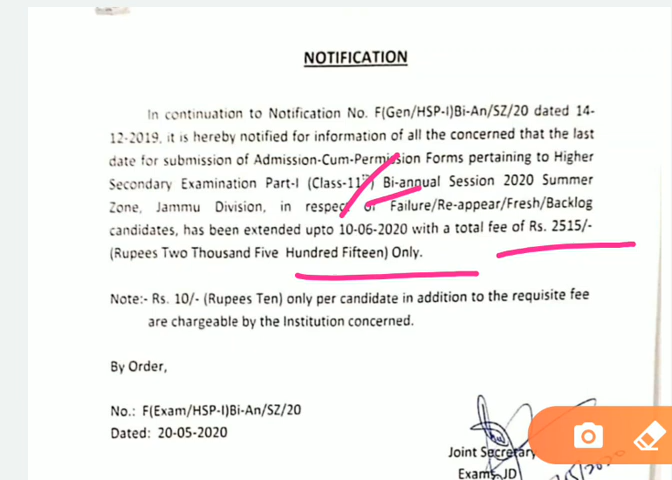 NOTIFICATION
In continuation to Notification No. F(Gen/HSP-I)Bi-An/SZ/20 dated 14-
12-2019, it is hereby notified for information of all the concerned that the last
date for submission of Admission-Cum-Permission Forms pertaining to Higher
Secondary Examination Part-I (Class-11th) Bi-annual Session 2020 Summer
Zone, Jammu Division, in respect of Failure/Re-appear/Fresh/Backlog
candidates, has been extended upto 10-06-2020 with a total fee of Rs. 2515/-
(Rupees Two Thousand Five Hundred Fifteen) Only.
Note:- Rs. 10/- (Rupees Ten) only per candidate in addition to the requisite fee
are chargeable by the Institution concerned.
By Order,
No.: F(Exam/HSP-I)Bi-An/SZ/20
Dated: 20-05-2020
Joint Secretary
Exams JD